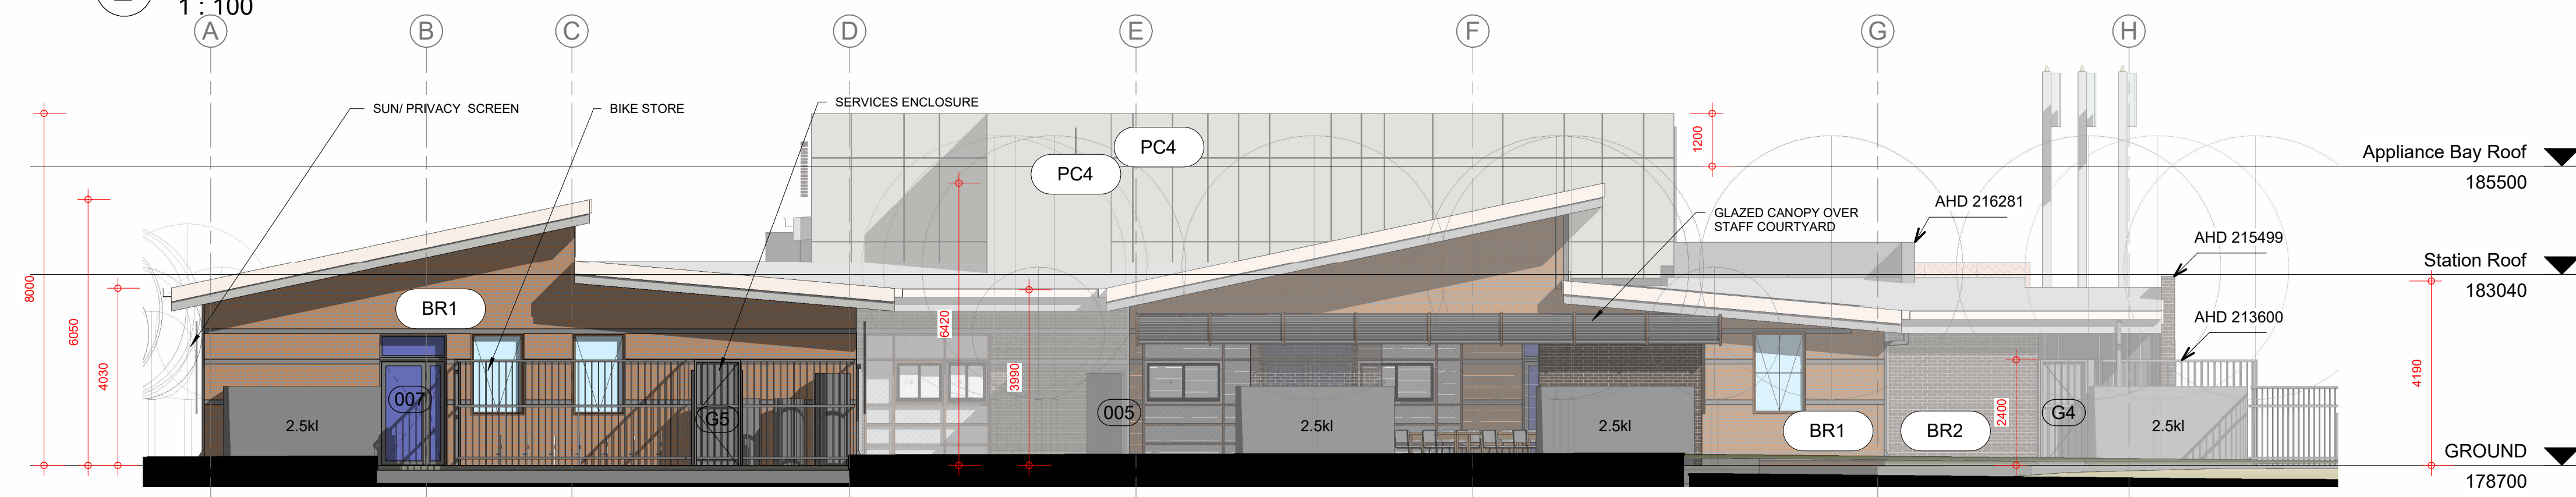 1 : 100
A
B
C
D
E
F
G
H
SUN/ PRIVACY  SCREEN
BIKE STORE
SERVICES ENCLOSURE
PC4
PC4
1200
Appliance Bay Roof
185500
GLAZED CANOPY OVER
STAFF COURTYARD
AHD 216281
AHD 215499
Station Roof
183040
AHD 213600
8000
6050
4030
6420
3990
2400
4190
BR1
007
G5
005
2.5kl
2.5kl
2.5kl
BR1
BR2
G4
2.5kl
GROUND
178700